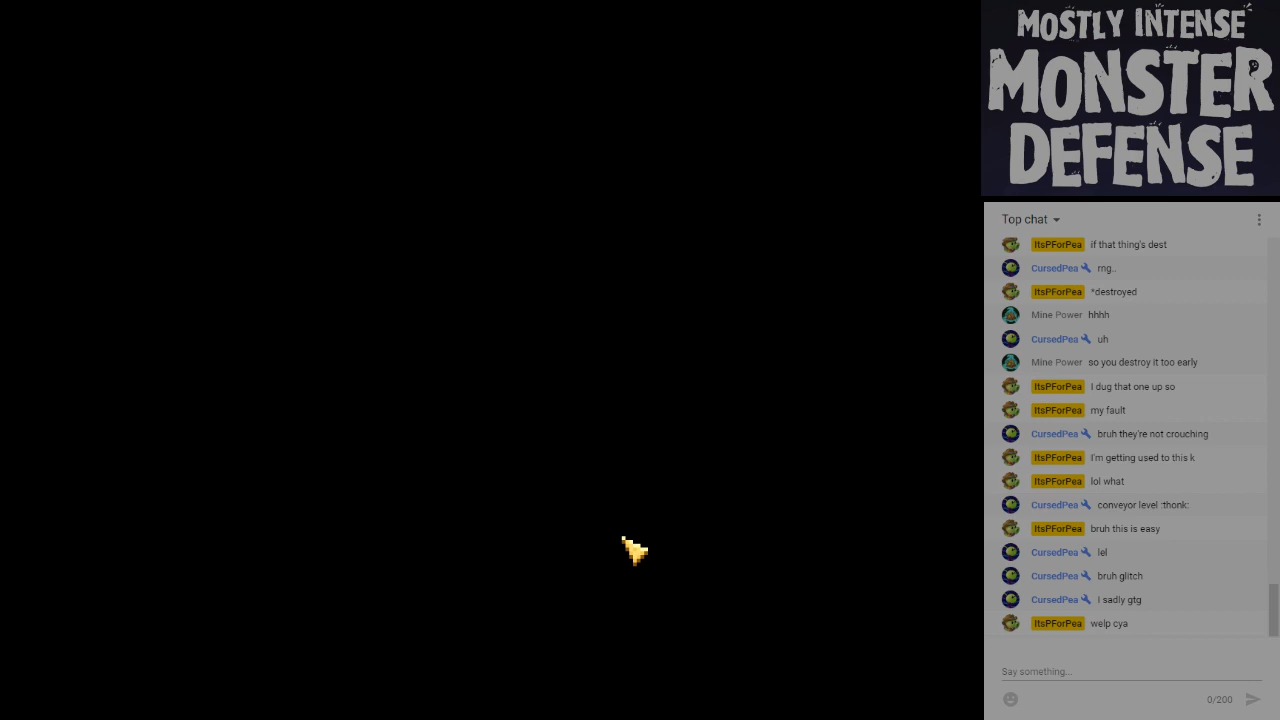 MOSTLY INTENSE
MONSTER
DEFENSE
Top chat
ItsPForPea if that thing's dest
CursedPea rng..
ItsPForPea *destroyed
Mine Power hhhh
CursedPea uh
Mine Power so you destroy it too early
ItsPForPea I dug that one up so
ItsPForPea my fault
CursedPea bruh they're not crouching
ItsPForPea I'm getting used to this k
ItsPForPea lol what
CursedPea conveyor level :thonk:
ItsPForPea bruh this is easy
CursedPea lel
CursedPea bruh glitch
CursedPea I sadly gtg
ItsPForPea welp cya
Say something...
0/200